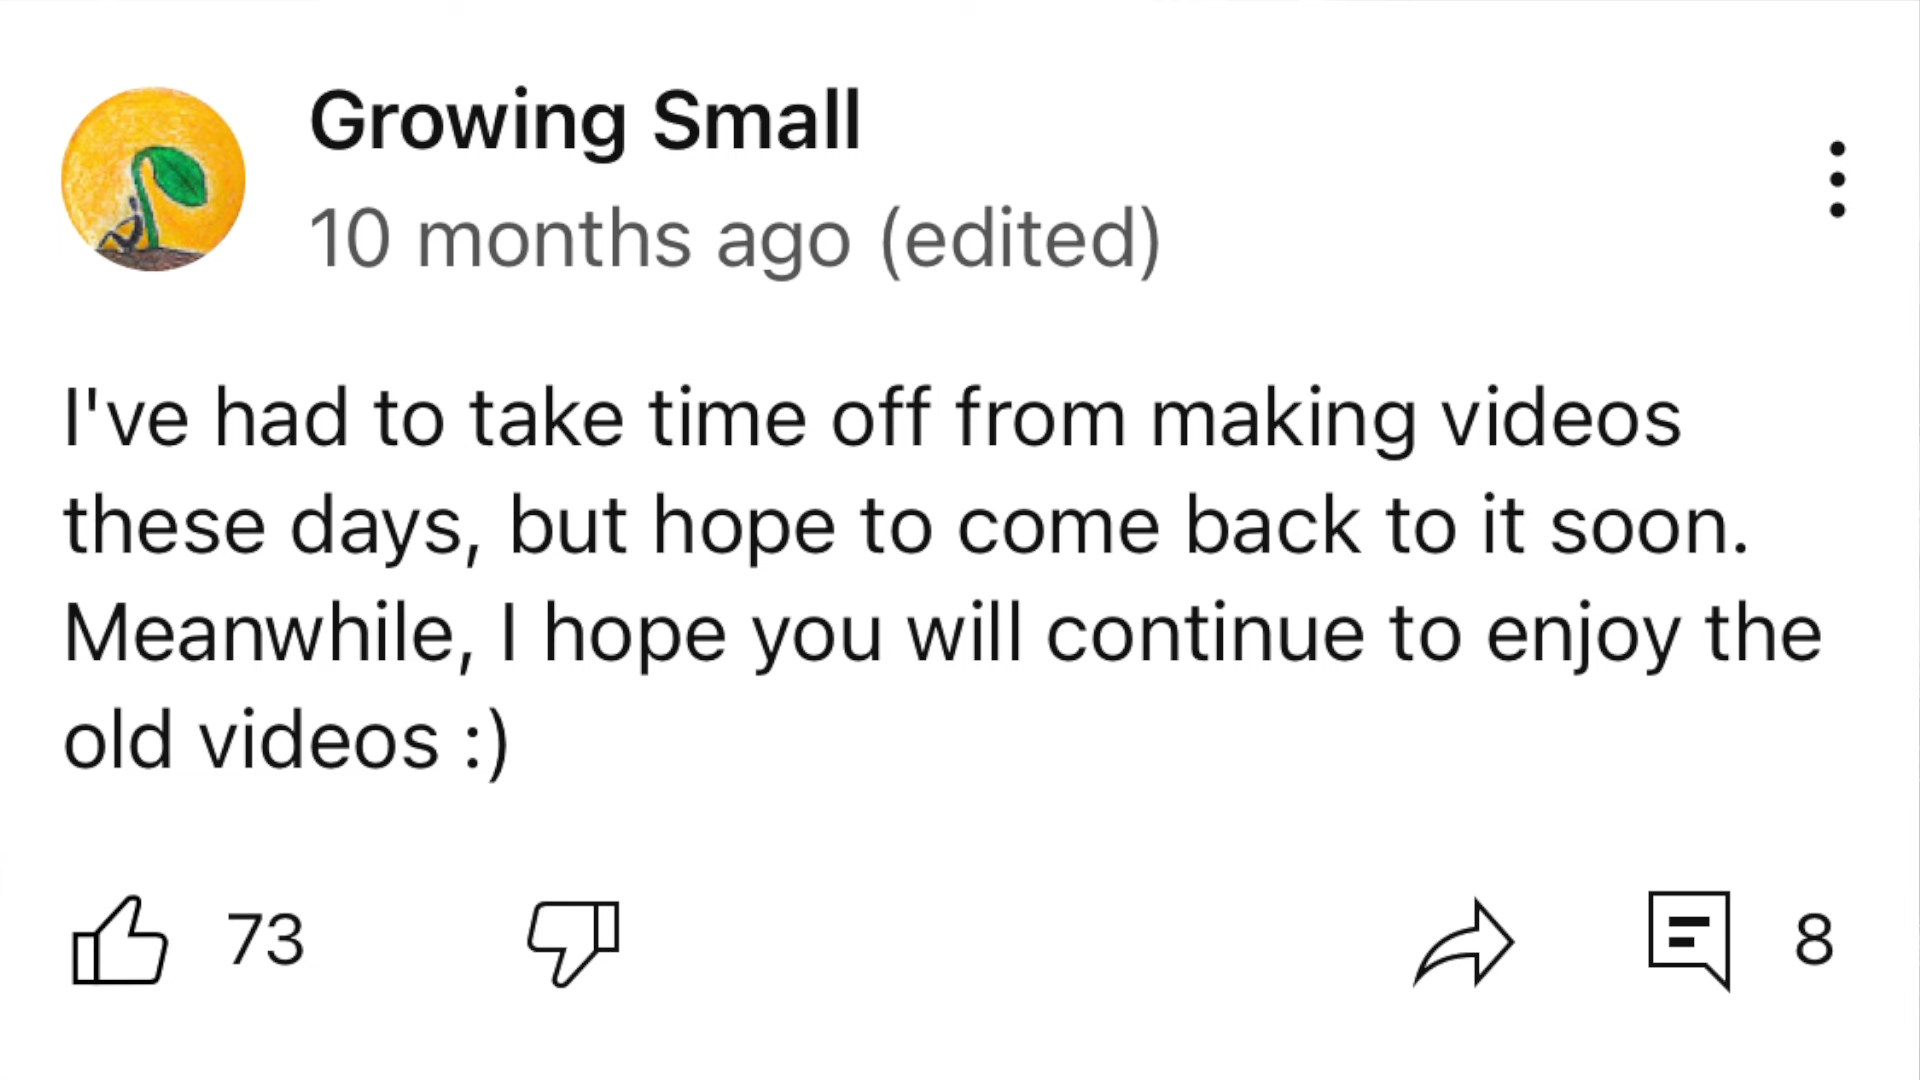 Growing Small
10 months ago (edited)
I've had to take time off from making videos
these days, but hope to come back to it soon.
Meanwhile, I hope you will continue to enjoy the
old videos :)
73
8